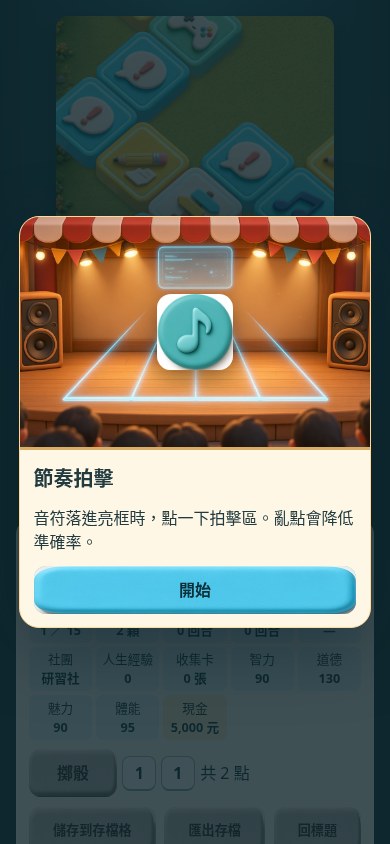 節奏拍擊
音符落進亮框時，點一下拍擊區。亂點會降低
準確率。
開始
1 / 15 2 顆 0 回合 0 回合 —
社團 人生經驗 收集卡 智力 道德
研習社 0 0 張 90 130
魅力 體能 現金
90 95 5,000 元
擲骰 1 1 共 2 點
儲存到存檔格 匯出存檔 回標題